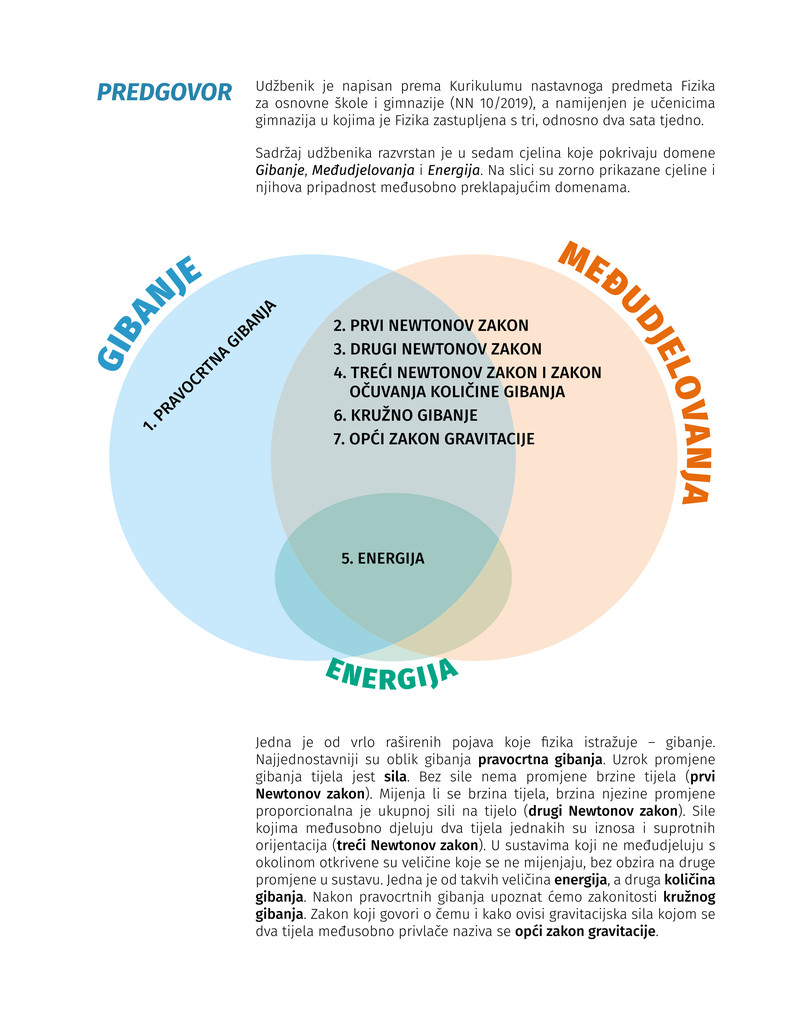 PREDGOVOR
Udžbenik je napisan prema Kurikulumu nastavnoga predmeta Fizika
za osnovne škole i gimnazije (NN 10/2019), a namijenjen je učenicima
gimnazija u kojima je Fizika zastupljena s tri, odnosno dva sata tjedno.
Sadržaj udžbenika razvrstan je u sedam cjelina koje pokrivaju domene
Gibanje, Međudjelovanja i Energija. Na slici su zorno prikazane cjeline i
njihova pripadnost međusobno preklapajućim domenama.
GIBANJE
MEĐUDJELOVANJA
1. PRAVOCRTNA GIBANJA
2. PRVI NEWTONOV ZAKON
3. DRUGI NEWTONOV ZAKON
4. TREĆI NEWTONOV ZAKON I ZAKON
OČUVANJA KOLIČINE GIBANJA
6. KRUŽNO GIBANJE
7. OPĆI ZAKON GRAVITACIJE
5. ENERGIJA
ENERGIJA
Jedna je od vrlo raširenih pojava koje fizika istražuje – gibanje.
Najjednostavniji su oblik gibanja pravocrtna gibanja. Uzrok promjene
gibanja tijela jest sila. Bez sile nema promjene brzine tijela (prvi
Newtonov zakon). Mijenja li se brzina tijela, brzina njezine promjene
proporcionalna je ukupnoj sili na tijelo (drugi Newtonov zakon). Sile
kojima međusobno djeluju dva tijela jednakih su iznosa i suprotnih
orijentacija (treći Newtonov zakon). U sustavima koji ne međudjeluju s
okolinom otkrivene su veličine koje se ne mijenjaju, bez obzira na druge
promjene u sustavu. Jedna je od takvih veličina energija, a druga količina
gibanja. Nakon pravocrtnih gibanja upoznat ćemo zakonitosti kružnog
gibanja. Zakon koji govori o čemu i kako ovisi gravitacijska sila kojom se
dva tijela međusobno privlače naziva se opći zakon gravitacije.